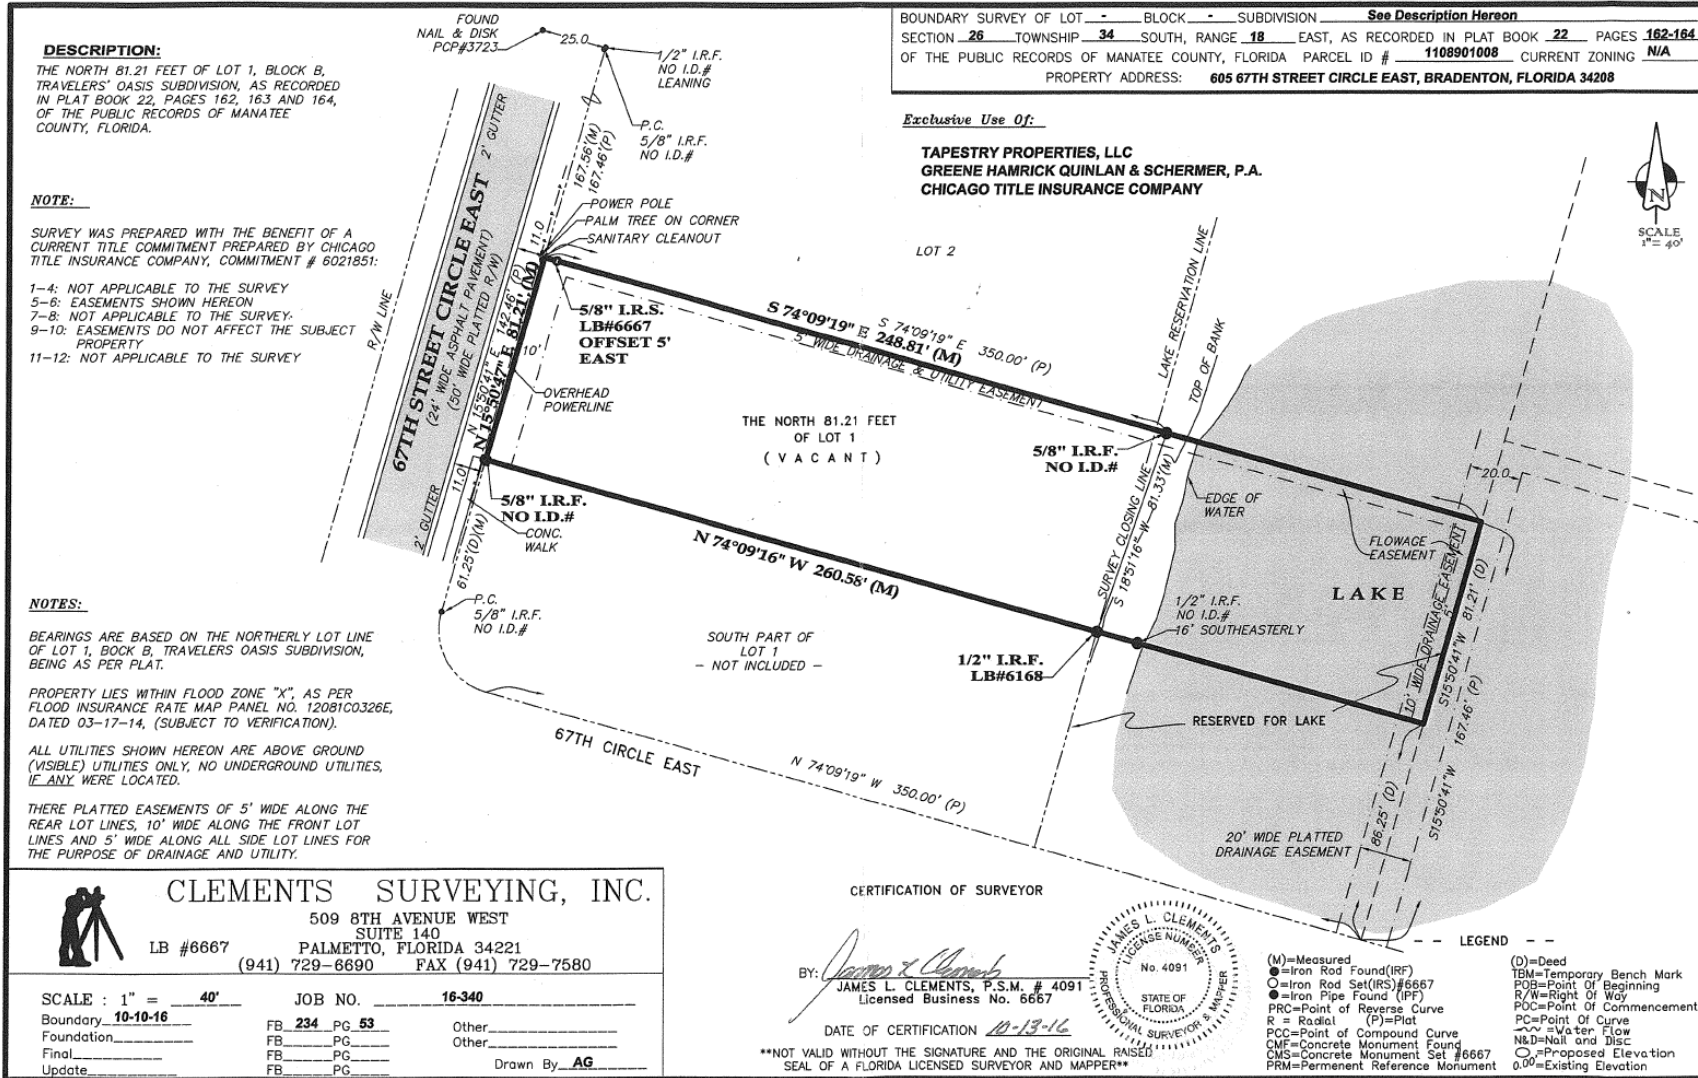 DESCRIPTION:
THE NORTH 81.21 FEET OF LOT 1, BLOCK B,
TRAVELERS' OASIS SUBDIVISION, AS RECORDED
IN PLAT BOOK 22, PAGES 162, 163 AND 164,
OF THE PUBLIC RECORDS OF MANATEE
COUNTY, FLORIDA.
NOTE:
SURVEY WAS PREPARED WITH THE BENEFIT OF A
CURRENT TITLE COMMITMENT PREPARED BY CHICAGO
TITLE INSURANCE COMPANY, COMMITMENT # 6021851:
1-4: NOT APPLICABLE TO THE SURVEY
5-6: EASEMENTS SHOWN HEREON
7-8: NOT APPLICABLE TO THE SURVEY
9-10: EASEMENTS DO NOT AFFECT THE SUBJECT
PROPERTY
11-12: NOT APPLICABLE TO THE SURVEY
BOUNDARY SURVEY OF LOT - BLOCK - SUBDIVISION See Description Hereon
SECTION 26 TOWNSHIP 34 SOUTH, RANGE 18 EAST, AS RECORDED IN PLAT BOOK 22 PAGES 162-164
OF THE PUBLIC RECORDS OF MANATEE COUNTY, FLORIDA PARCEL ID # 1108901008 CURRENT ZONING N/A
PROPERTY ADDRESS: 605 67TH STREET CIRCLE EAST, BRADENTON, FLORIDA 34208
Exclusive Use Of:
TAPESTRY PROPERTIES, LLC
GREENE HAMRICK QUINLAN & SCHERMER, P.A.
CHICAGO TITLE INSURANCE COMPANY
N
SCALE
1"= 40'
FOUND
NAIL & DISK
PCP#3723
25.0
1/2" I.R.F.
NO I.D.#
LEANING
P.C.
5/8" I.R.F.
NO I.D.#
167.56'(M)
167.46'(P)
2' GUTTER
11.0
POWER POLE
PALM TREE ON CORNER
SANITARY CLEANOUT
R/W LINE
67TH STREET CIRCLE EAST
(24' WIDE ASPHALT PAVEMENT)
(50' WIDE PLATTED R/W)
N 15°50'41" E 142.46' (P)
N 15°50'47" E 81.21' (M)
10'
5/8" I.R.S.
LB#6667
OFFSET 5'
EAST
OVERHEAD
POWERLINE
LOT 2
S 74°09'19" E 350.00' (P)
S 74°09'19" E 248.81' (M)
5' WIDE DRAINAGE & UTILITY EASEMENT
LAKE RESERVATION LINE
TOP OF BANK
THE NORTH 81.21 FEET
OF LOT 1
( V A C A N T )
5/8" I.R.F.
NO I.D.#
SURVEY CLOSING LINE
S 18°51'16" W 81.33'(M)
EDGE OF
WATER
20.0
FLOWAGE
EASEMENT
LAKE
10' WIDE DRAINAGE EASEMENT
5'
S15°50'41"W 81.21' (D)
S15°50'41"W 167.46' (P)
2' GUTTER
11.0'
5/8" I.R.F.
NO I.D.#
CONC.
WALK
61.25'(D)(M)
N 74°09'16" W 260.58' (M)
P.C.
5/8" I.R.F.
NO I.D.#
SOUTH PART OF
LOT 1
- NOT INCLUDED -
1/2" I.R.F.
NO I.D.#
16' SOUTHEASTERLY
1/2" I.R.F.
LB#6168
RESERVED FOR LAKE
67TH CIRCLE EAST
N 74°09'19" W 350.00' (P)
86.25' (D)
20' WIDE PLATTED
DRAINAGE EASEMENT
NOTES:
BEARINGS ARE BASED ON THE NORTHERLY LOT LINE
OF LOT 1, BOCK B, TRAVELERS OASIS SUBDIVISION,
BEING AS PER PLAT.
PROPERTY LIES WITHIN FLOOD ZONE "X", AS PER
FLOOD INSURANCE RATE MAP PANEL NO. 12081C0326E,
DATED 03-17-14, (SUBJECT TO VERIFICATION).
ALL UTILITIES SHOWN HEREON ARE ABOVE GROUND
(VISIBLE) UTILITIES ONLY, NO UNDERGROUND UTILITIES,
IF ANY WERE LOCATED.
THERE PLATTED EASEMENTS OF 5' WIDE ALONG THE
REAR LOT LINES, 10' WIDE ALONG THE FRONT LOT
LINES AND 5' WIDE ALONG ALL SIDE LOT LINES FOR
THE PURPOSE OF DRAINAGE AND UTILITY.
CLEMENTS SURVEYING, INC.
509 8TH AVENUE WEST
SUITE 140
LB #6667 PALMETTO, FLORIDA 34221
(941) 729-6690 FAX (941) 729-7580
SCALE : 1" = 40' JOB NO. 16-340
Boundary 10-10-16 FB 234 PG 53 Other
Foundation FB PG Other
Final FB PG
Update FB PG Drawn By AG
CERTIFICATION OF SURVEYOR
BY: James L Clements
JAMES L. CLEMENTS, P.S.M. # 4091
Licensed Business No. 6667
DATE OF CERTIFICATION 10-13-16
**NOT VALID WITHOUT THE SIGNATURE AND THE ORIGINAL RAISED
SEAL OF A FLORIDA LICENSED SURVEYOR AND MAPPER**
JAMES L. CLEMENTS
LICENSE NUMBER
No. 4091
STATE OF
FLORIDA
PROFESSIONAL SURVEYOR & MAPPER
- - LEGEND - -
(M)=Measured
=Iron Rod Found(IRF)
=Iron Rod Set(IRS)#6667
=Iron Pipe Found (IPF)
PRC=Point of Reverse Curve
R = Radial (P)=Plat
PCC=Point of Compound Curve
CMF=Concrete Monument Found
CMS=Concrete Monument Set #6667
PRM=Permenent Reference Monument
(D)=Deed
TBM=Temporary Bench Mark
POB=Point Of Beginning
R/W=Right Of Way
POC=Point Of Commencement
PC=Point Of Curve
=Water Flow
N&D=Nail and Disc
=Proposed Elevation
0.00=Existing Elevation